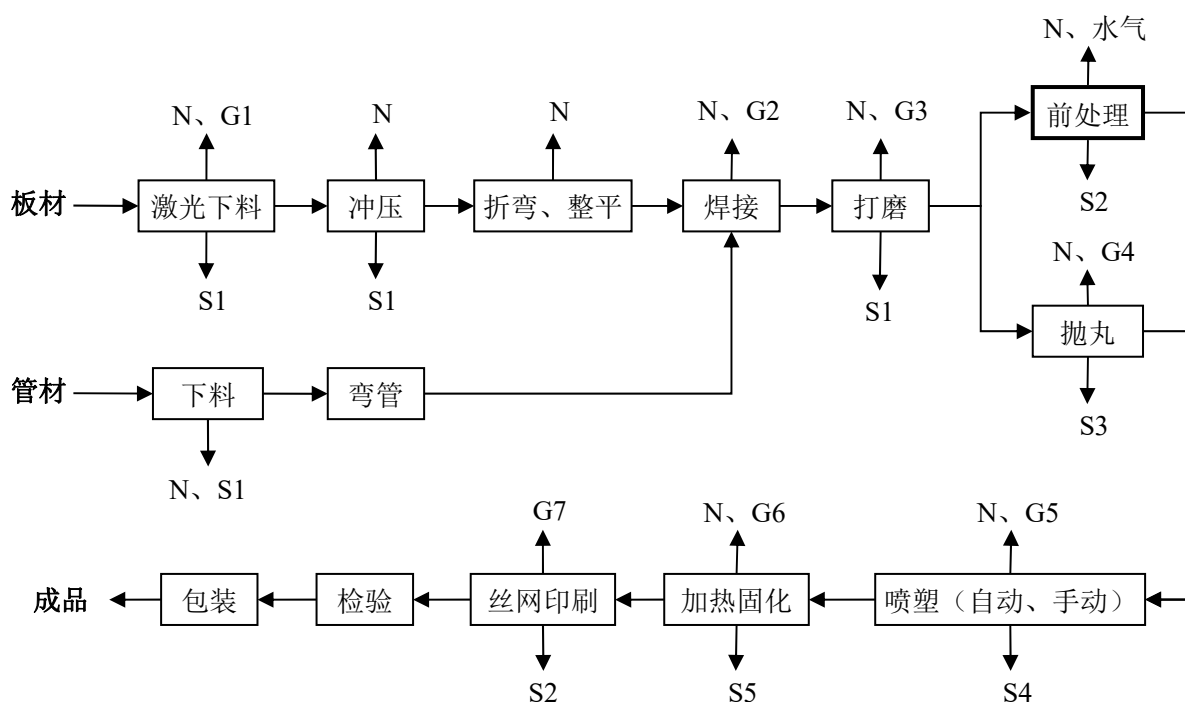 N、水气
N、G1
N
N
N、G2
N、G3
前处理
板材
激光下料
冲压
折弯、整平
焊接
打磨
S2
S1
S1
S1
N、G4
抛丸
管材
下料
弯管
S3
N、S1
G7
N、G6
N、G5
成品
包装
检验
丝网印刷
加热固化
喷塑（自动、手动）
S2
S5
S4